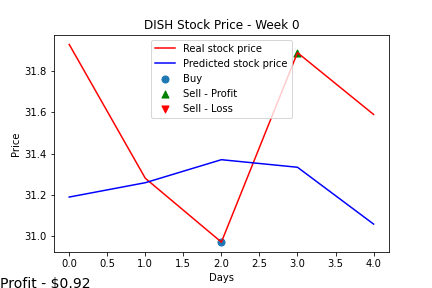 DISH Stock Price - Week 0
Real stock price
Predicted stock price
Buy
Sell - Profit
Sell - Loss
Price
31.8
31.6
31.4
31.2
31.0
0.0 0.5 1.0 1.5 2.0 2.5 3.0 3.5 4.0
Days
Profit - $0.92